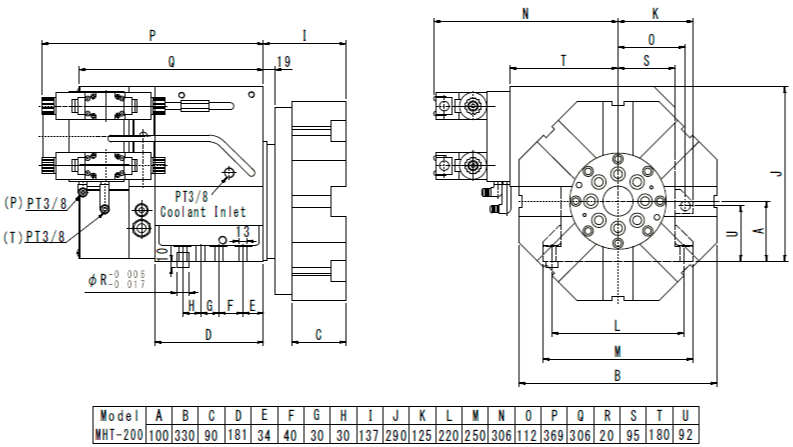 P
I
N
K
O
Q
19
T
S
J
(P) PT3/8
(T) PT3/8
PT3/8
Coolant Inlet
13
10
φR -0.005
-0.017
H G F E
D
C
U
A
L
M
B
Model A B C D E F G H I J K L M N O P Q R S T U
MHT-200 100 330 90 181 34 40 30 30 137 290 125 220 250 306 112 369 306 20 95 180 92